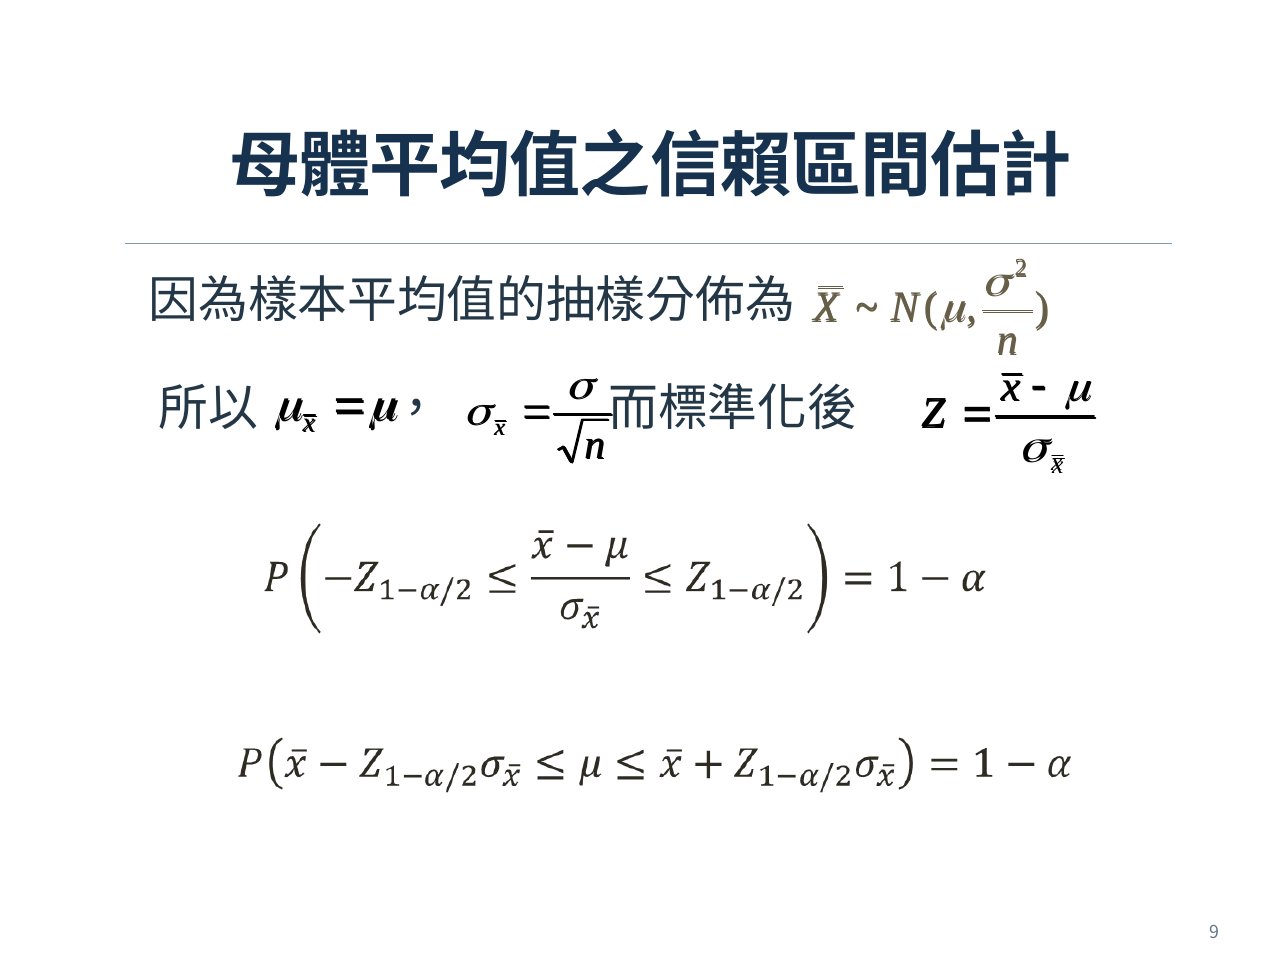 母體平均值之信賴區間估計
因為樣本平均值的抽樣分佈為 X̄ ~ N(μ, σ²/n)
所以 μ_x̄ = μ， σ_x̄ = σ/√n 而標準化後 Z = (x̄ - μ)/σ_x̄
P(−Z_{1−α/2} ≤ (x̄ − μ)/σ_x̄ ≤ Z_{1−α/2}) = 1 − α
P(x̄ − Z_{1−α/2}σ_x̄ ≤ μ ≤ x̄ + Z_{1−α/2}σ_x̄) = 1 − α
9